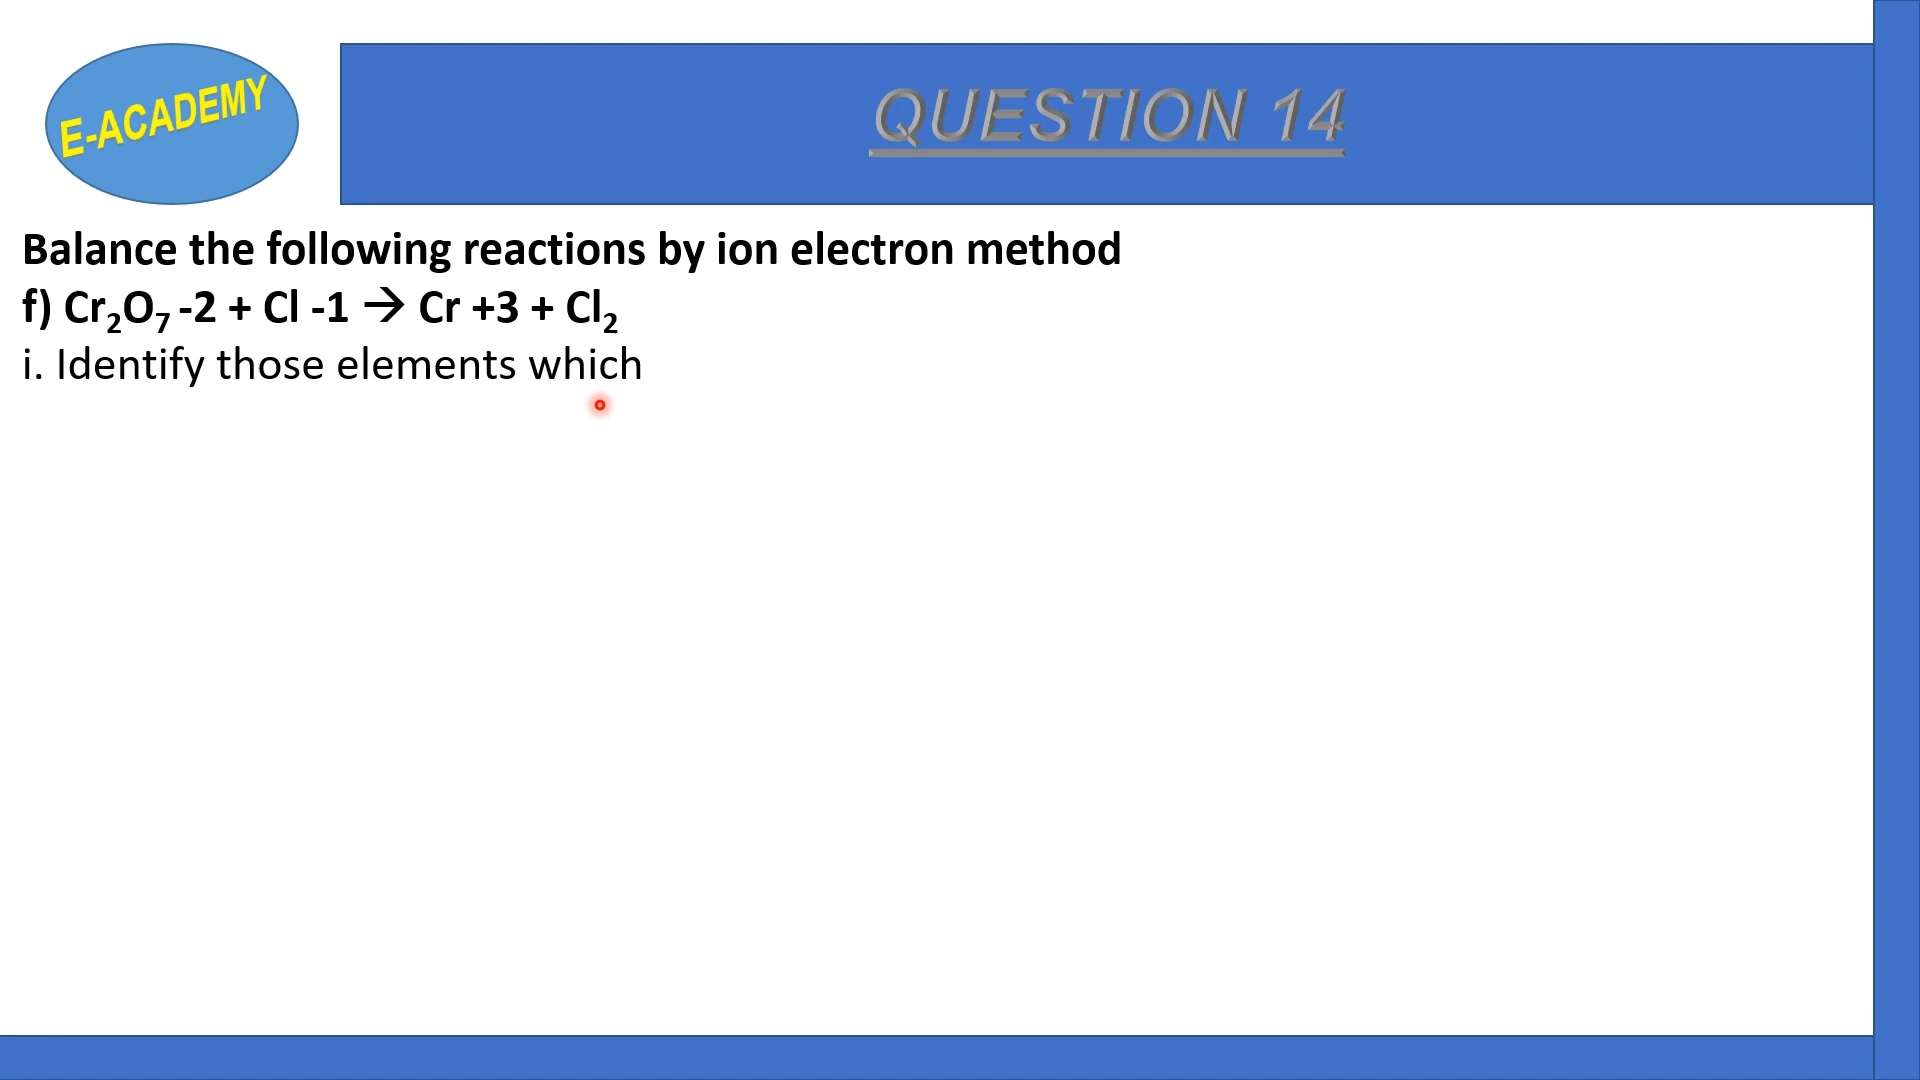 E-ACADEMY
QUESTION 14
Balance the following reactions by ion electron method
f) Cr₂O₇ -2 + Cl -1 → Cr +3 + Cl₂
i. Identify those elements which